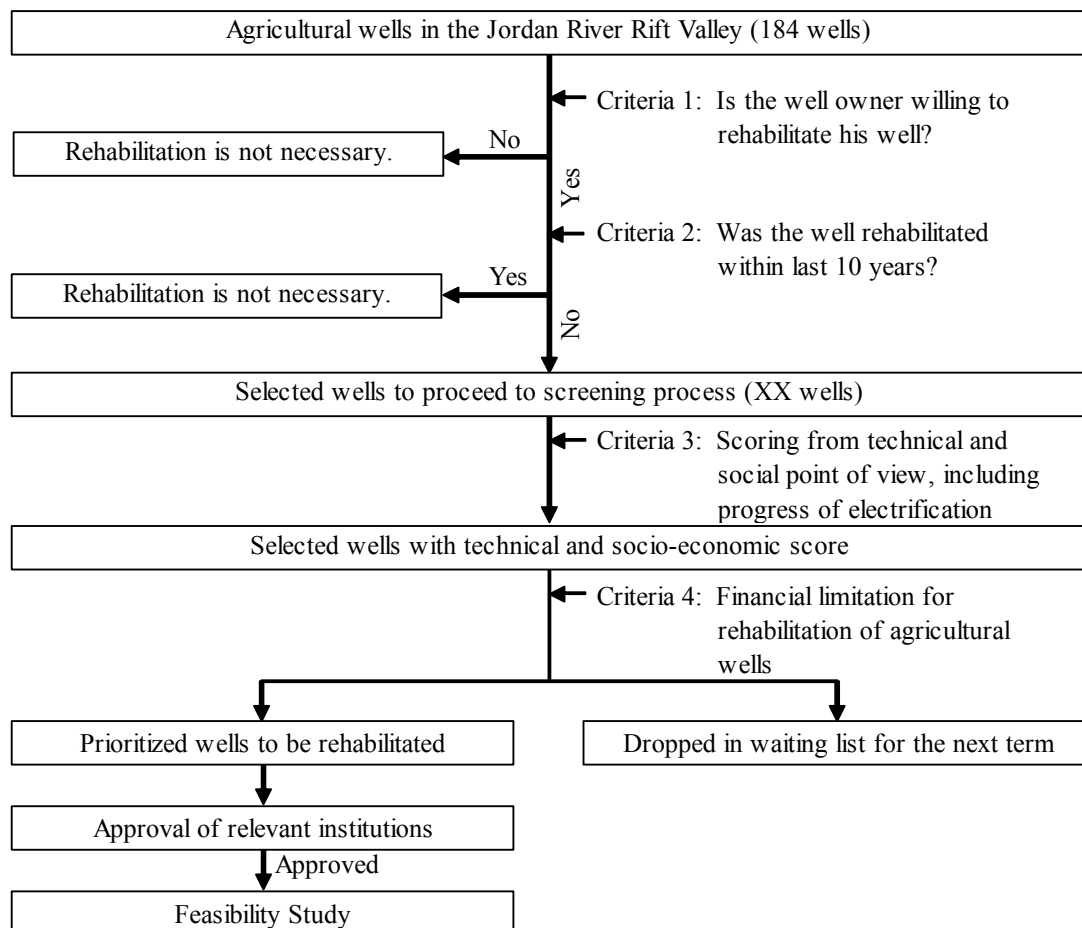 Agricultural wells in the Jordan River Rift Valley (184 wells)
Criteria 1: Is the well owner willing to
rehabilitate his well?
No
Rehabilitation is not necessary.
Yes
Criteria 2: Was the well rehabilitated
within last 10 years?
Yes
Rehabilitation is not necessary.
No
Selected wells to proceed to screening process (XX wells)
Criteria 3: Scoring from technical and
social point of view, including
progress of electrification
Selected wells with technical and socio-economic score
Criteria 4: Financial limitation for
rehabilitation of agricultural
wells
Prioritized wells to be rehabilitated
Dropped in waiting list for the next term
Approval of relevant institutions
Approved
Feasibility Study